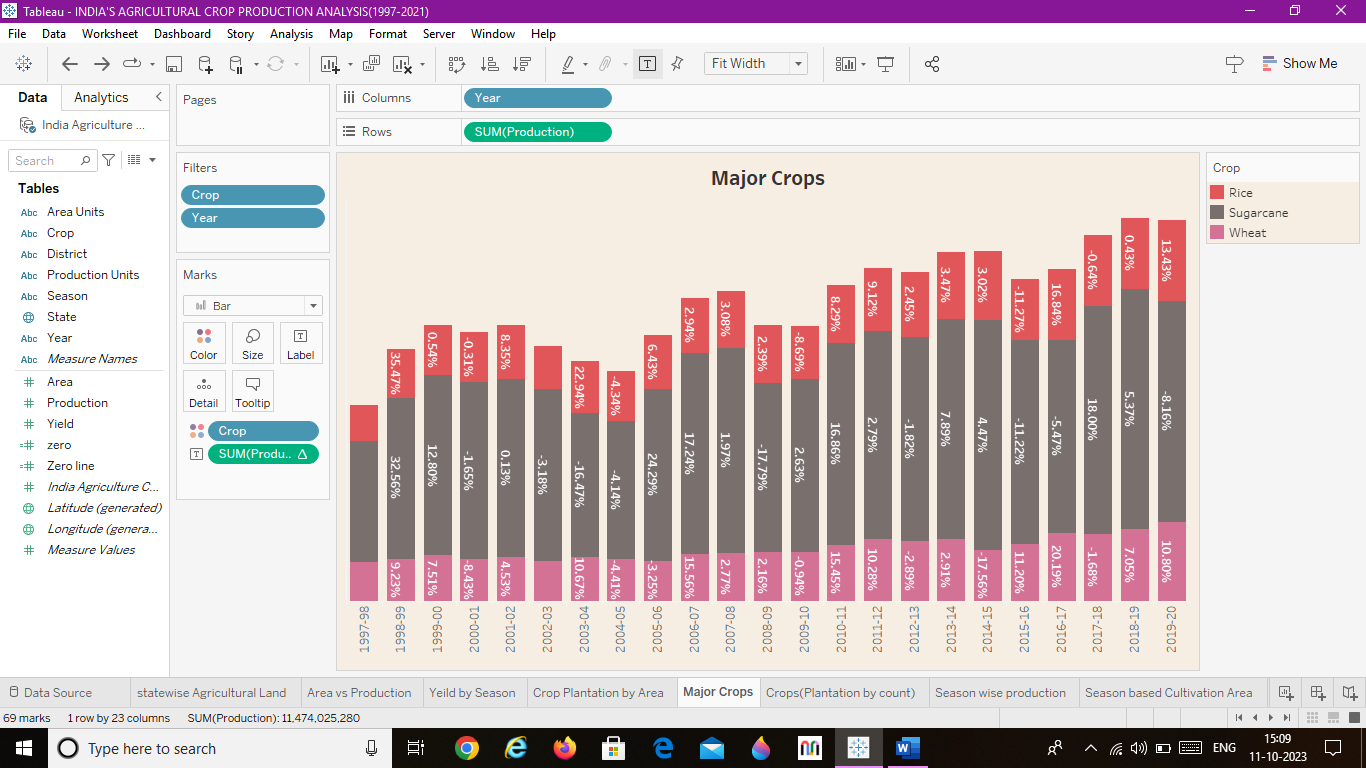 Tableau - INDIA'S AGRICULTURAL CROP PRODUCTION ANALYSIS(1997-2021)
File Data Worksheet Dashboard Story Analysis Map Format Server Window Help
Fit Width
Show Me
Data Analytics
India Agriculture ...
Search
Tables
Abc Area Units
Abc Crop
Abc District
Abc Production Units
Abc Season
State
Abc Year
Abc Measure Names
Area
Production
Yield
zero
Zero line
India Agriculture C...
Latitude (generated)
Longitude (genera...
Measure Values
Pages
Filters
Crop
Year
Marks
Bar
Color Size Label
Detail Tooltip
Crop
SUM(Produ.. Δ
Columns Year
Rows SUM(Production)
Major Crops
35.47% 0.54% -0.31% 8.35% 22.94% -4.34% 6.43% 2.94% 3.08% 2.39% -8.69% 8.29% 9.12% 2.45% 3.47% 3.02% -11.27% 16.84% -0.64% 0.43% 13.43%
32.56% 12.80% -1.65% 0.13% -3.18% -16.47% -4.14% 24.29% 17.24% 1.97% -17.79% 2.63% 16.86% 2.79% -1.82% 7.89% 4.47% -11.22% -5.47% 18.00% 5.37% -8.16%
9.23% 7.51% -8.43% 4.53% 10.67% -4.41% -3.25% 15.56% 2.77% 2.16% -0.94% 15.45% 10.28% -2.89% 2.91% -17.56% 11.20% 20.19% -1.68% 7.05% 10.80%
1997-98 1998-99 1999-00 2000-01 2001-02 2002-03 2003-04 2004-05 2005-06 2006-07 2007-08 2008-09 2009-10 2010-11 2011-12 2012-13 2013-14 2014-15 2015-16 2016-17 2017-18 2018-19 2019-20
Crop
Rice
Sugarcane
Wheat
Data Source statewise Agricultural Land Area vs Production Yeild by Season Crop Plantation by Area Major Crops Crops(Plantation by count) Season wise production Season based Cultivation Area
69 marks 1 row by 23 columns SUM(Production): 11,474,025,280
Type here to search
ENG
15:09
11-10-2023